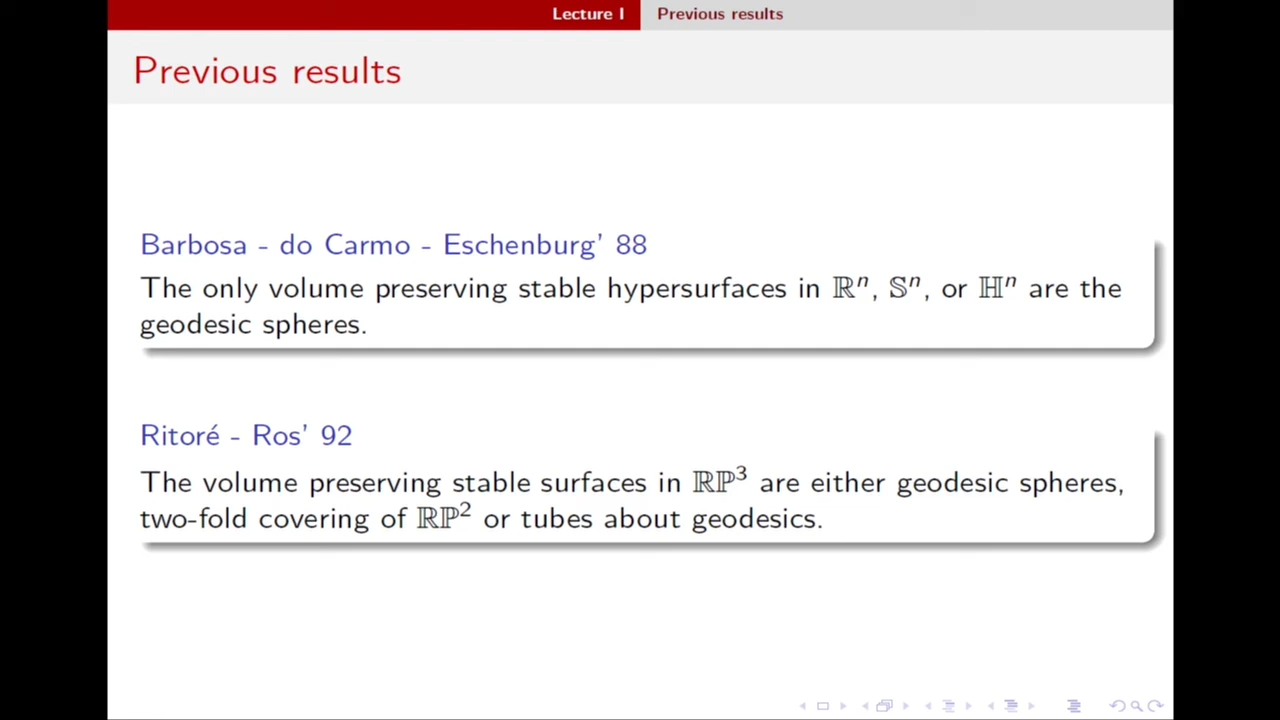 Lecture I Previous results
Previous results
Barbosa - do Carmo - Eschenburg' 88
The only volume preserving stable hypersurfaces in ℝⁿ, 𝕊ⁿ, or ℍⁿ are the
geodesic spheres.
Ritoré - Ros' 92
The volume preserving stable surfaces in ℝℙ³ are either geodesic spheres,
two-fold covering of ℝℙ² or tubes about geodesics.